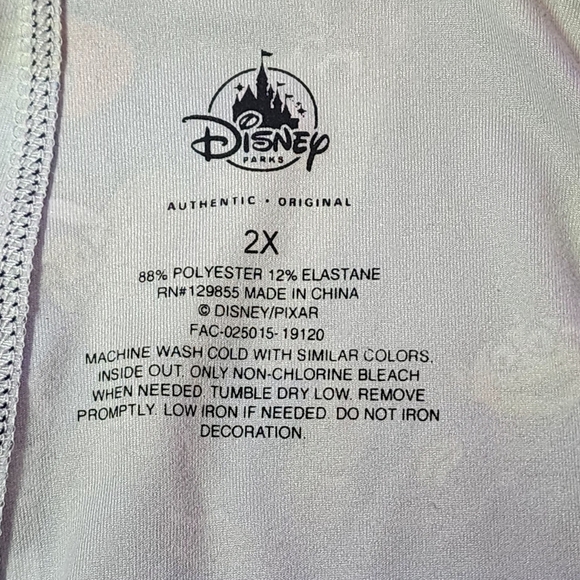 Disney
PARKS
AUTHENTIC • ORIGINAL
2X
88% POLYESTER 12% ELASTANE
RN#129855 MADE IN CHINA
© DISNEY/PIXAR
FAC-025015-19120
MACHINE WASH COLD WITH SIMILAR COLORS.
INSIDE OUT. ONLY NON-CHLORINE BLEACH
WHEN NEEDED. TUMBLE DRY LOW. REMOVE
PROMPTLY. LOW IRON IF NEEDED. DO NOT IRON
DECORATION.